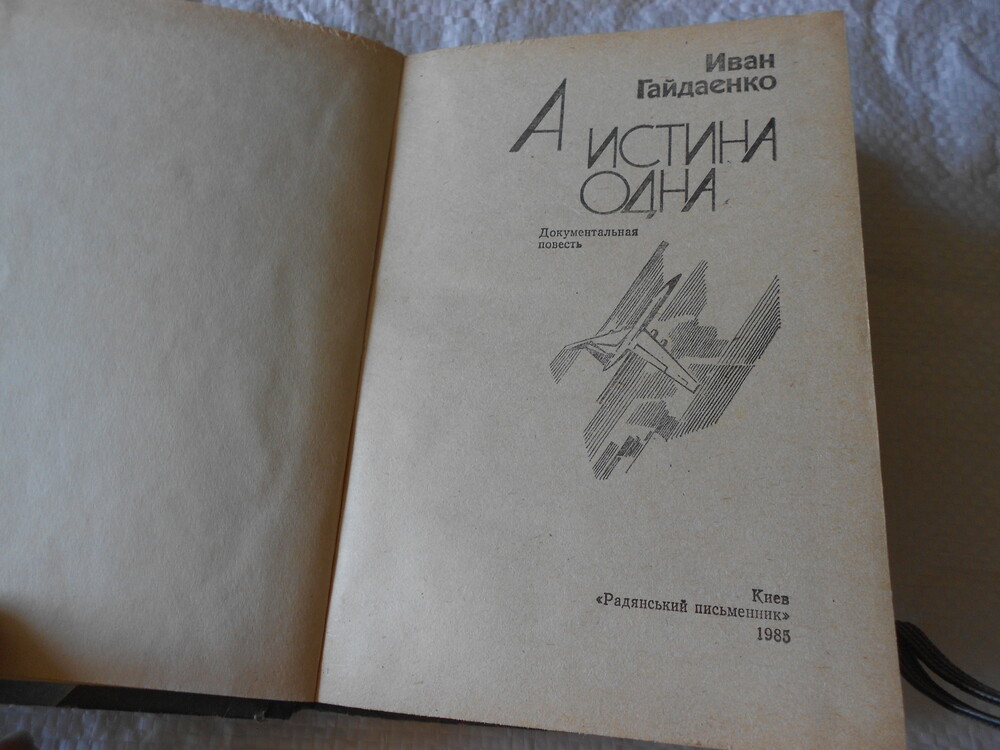 Иван
Гайдаенко
А ИСТИНА
ОДНА
Документальная
повесть
Киев
«Радянський письменник»
1985